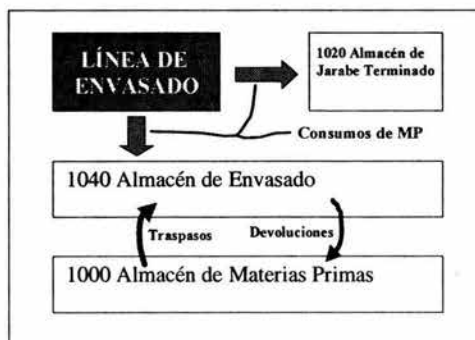 LÍNEA DE
ENVASADO
1020 Almacén de
Jarabe Terminado
Consumos de MP
1040 Almacén de Envasado
Traspasos
Devoluciones
1000 Almacén de Materias Primas